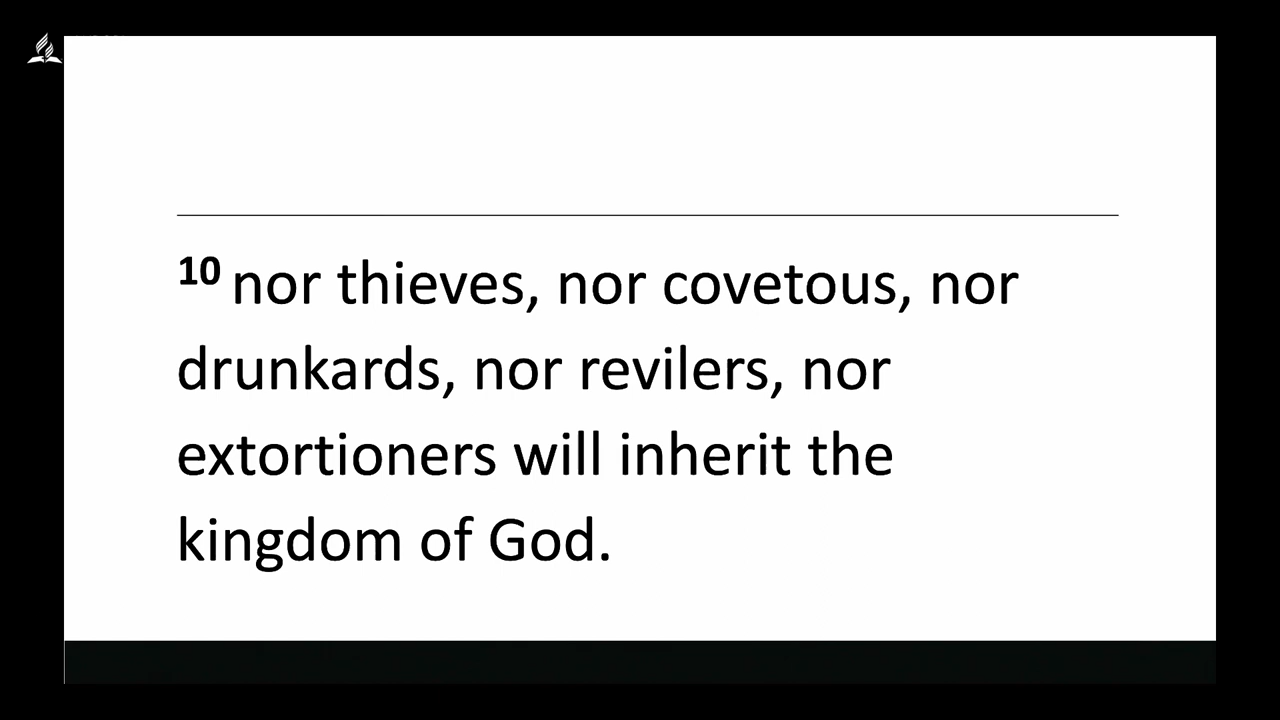 10 nor thieves, nor covetous, nor
drunkards, nor revilers, nor
extortioners will inherit the
kingdom of God.